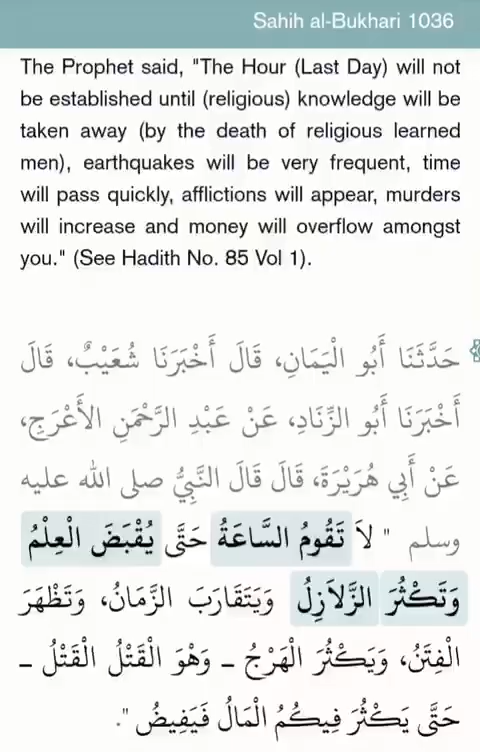 Sahih al-Bukhari 1036
The Prophet said, "The Hour (Last Day) will not
be established until (religious) knowledge will be
taken away (by the death of religious learned
men), earthquakes will be very frequent, time
will pass quickly, afflictions will appear, murders
will increase and money will overflow amongst
you." (See Hadith No. 85 Vol 1).
حَدَّثَنَا أَبُو الْيَمَانِ، قَالَ أَخْبَرَنَا شُعَيْبٌ، قَالَ
أَخْبَرَنَا أَبُو الزِّنَادِ، عَنْ عَبْدِ الرَّحْمَنِ الأَعْرَجِ،
عَنْ أَبِي هُرَيْرَةَ، قَالَ قَالَ النَّبِيُّ صلى الله عليه
وسلم " لاَ تَقُومُ السَّاعَةُ حَتَّى يُقْبَضَ الْعِلْمُ
وَتَكْثُرَ الزَّلاَزِلُ وَيَتَقَارَبَ الزَّمَانُ، وَتَظْهَرَ
الْفِتَنُ، وَيَكْثُرَ الْهَرْجُ ـ وَهْوَ الْقَتْلُ الْقَتْلُ ـ
حَتَّى يَكْثُرَ فِيكُمُ الْمَالُ فَيَفِيضُ ".